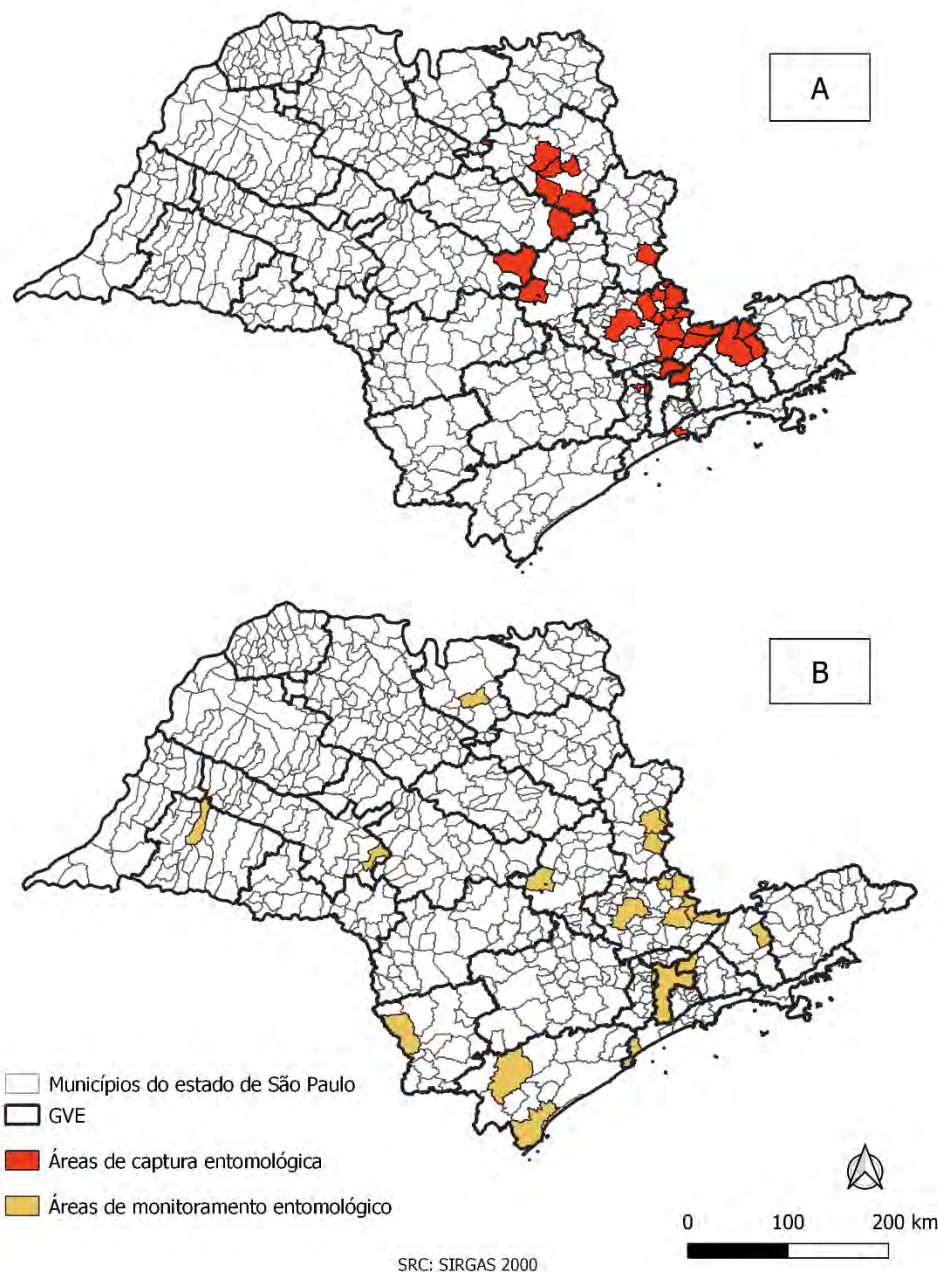 A
B
Municípios do estado de São Paulo
GVE
Áreas de captura entomológica
Áreas de monitoramento entomológico
0 100 200 km
SRC: SIRGAS 2000